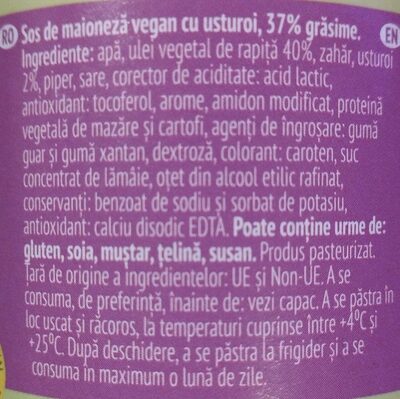 RO Sos de maioneză vegan cu usturoi, 37% grăsime. EN
Ingrediente: apă, ulei vegetal de rapiță 40%, zahăr, usturoi
2%, piper, sare, corector de aciditate: acid lactic,
antioxidant: tocoferol, arome, amidon modificat, proteină
vegetală de mazăre și cartofi, agenți de îngroșare: gumă
guar și gumă xantan, dextroză, colorant: caroten, suc
concentrat de lămâie, oțet din alcool etilic rafinat,
conservanți: benzoat de sodiu și sorbat de potasiu,
antioxidant: calciu disodic EDTA. Poate conține urme de:
gluten, soia, muștar, țelină, susan. Produs pasteurizat.
Țară de origine a ingredientelor: UE și Non-UE. A se
consuma, de preferință, înainte de: vezi capac. A se păstra în
loc uscat și răcoros, la temperaturi cuprinse între +4°C și
+25°C. După deschidere, a se păstra la frigider și a se
consuma în maximum o lună de zile.